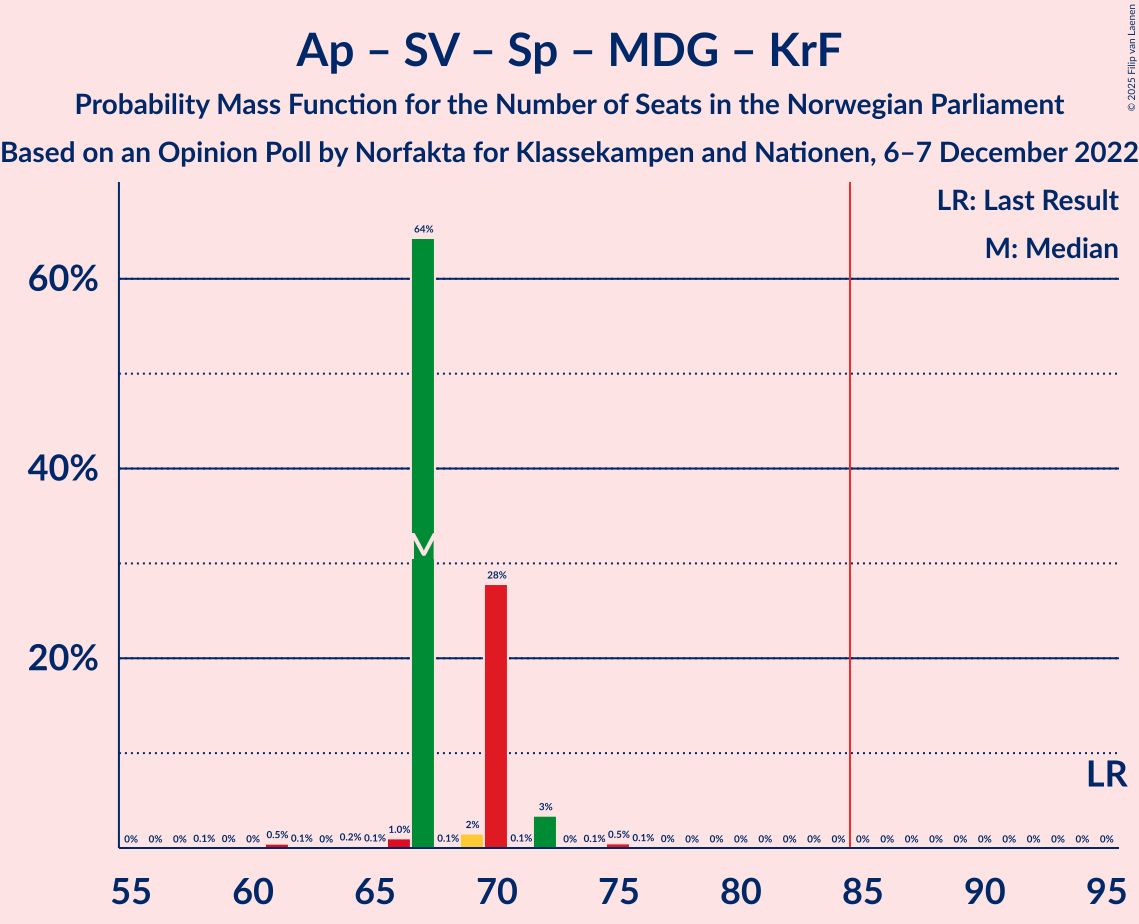 Ap – SV – Sp – MDG – KrF
Probability Mass Function for the Number of Seats in the Norwegian Parliament
Based on an Opinion Poll by Norfakta for Klassekampen and Nationen, 6–7 December 2022
© 2025 Filip van Laenen
LR: Last Result
M: Median
60%
40%
20%
64%
M
28%
LR
0% 0% 0% 0.1% 0% 0% 0.5% 0.1% 0% 0.2% 0.1% 1.0% 0.1% 2% 0.1% 3% 0% 0.1% 0.5% 0.1% 0% 0% 0% 0% 0% 0% 0% 0% 0% 0% 0% 0% 0% 0% 0% 0% 0% 0% 0%
55 60 65 70 75 80 85 90 95